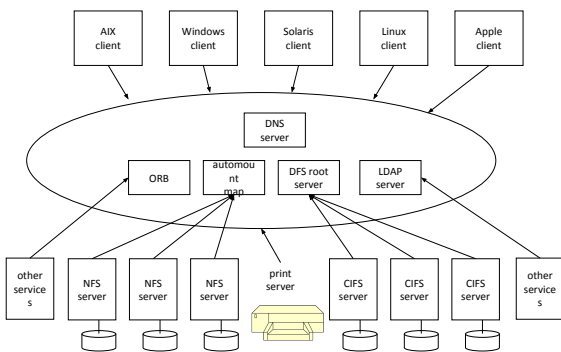 AIX
client
Windows
client
Solaris
client
Linux
client
Apple
client
DNS
server
ORB
automou
nt
map
DFS root
server
LDAP
server
other
service
s
NFS
server
NFS
server
NFS
server
print
server
CIFS
server
CIFS
server
CIFS
server
other
service
s